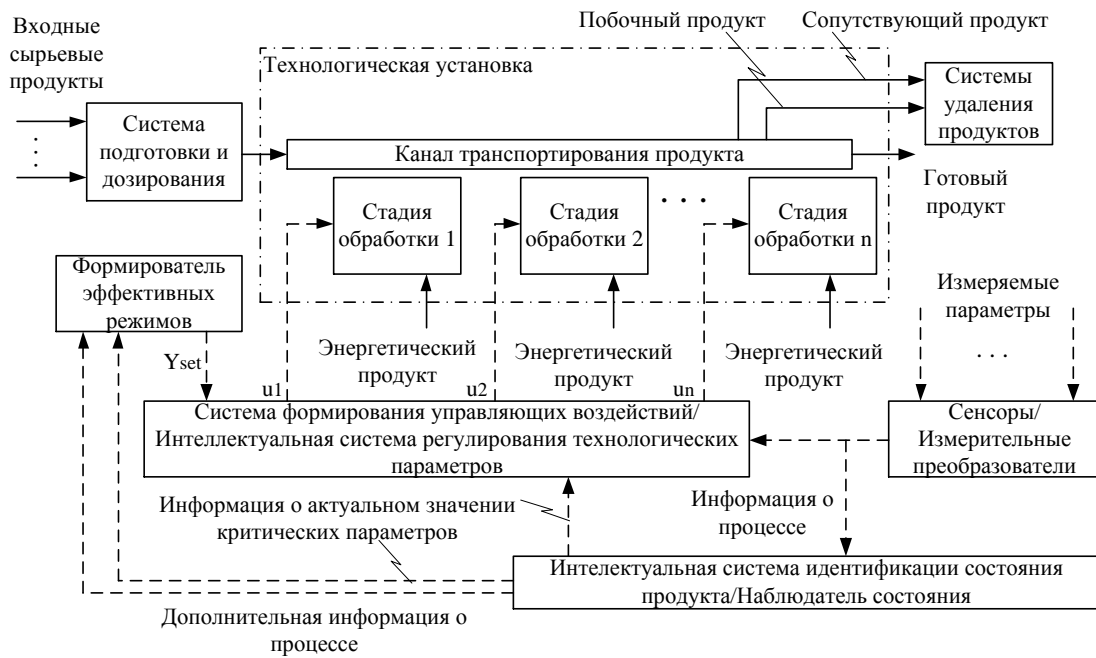 Входные
сырьевые
продукты
Побочный продукт
Сопутствующий продукт
Технологическая установка
Системы
удаления
продуктов
Система
подготовки и
дозирования
Канал транспортирования продукта
Готовый
продукт
Стадия
обработки 1
Стадия
обработки 2
. . .
Стадия
обработки n
Формирователь
эффективных
режимов
Измеряемые
параметры
. . .
Энергетический
продукт
Энергетический
продукт
Энергетический
продукт
Yset
u1
u2
un
Система формирования управляющих воздействий/
Интеллектуальная система регулирования технологических
параметров
Сенсоры/
Измерительные
преобразователи
Информация о актуальном значении
критических параметров
Информация о
процессе
Интелектуальная система идентификации состояния
продукта/Наблюдатель состояния
Дополнительная информация о
процессе